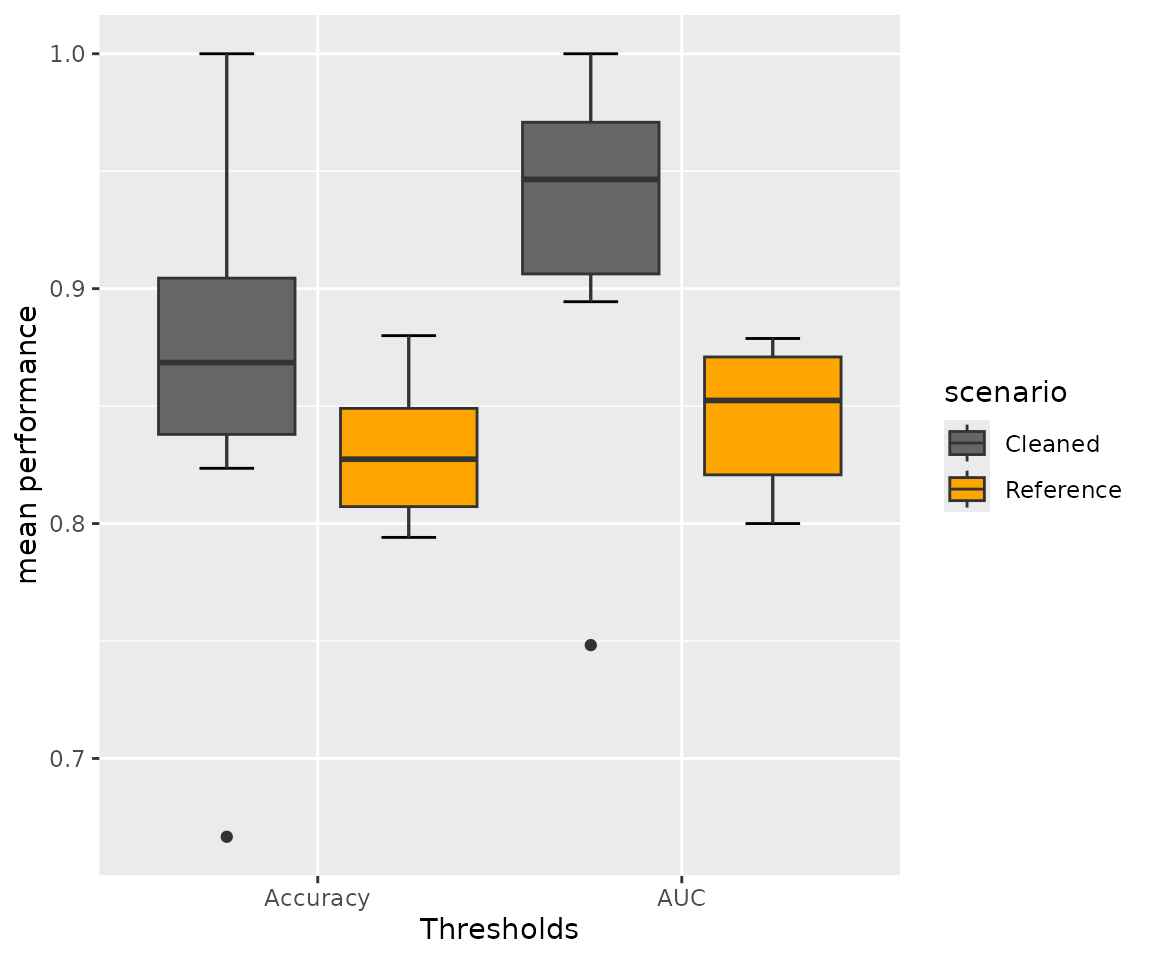 1.0
0.9
0.8
0.7
mean performance
Accuracy
AUC
Thresholds
scenario
Cleaned
Reference